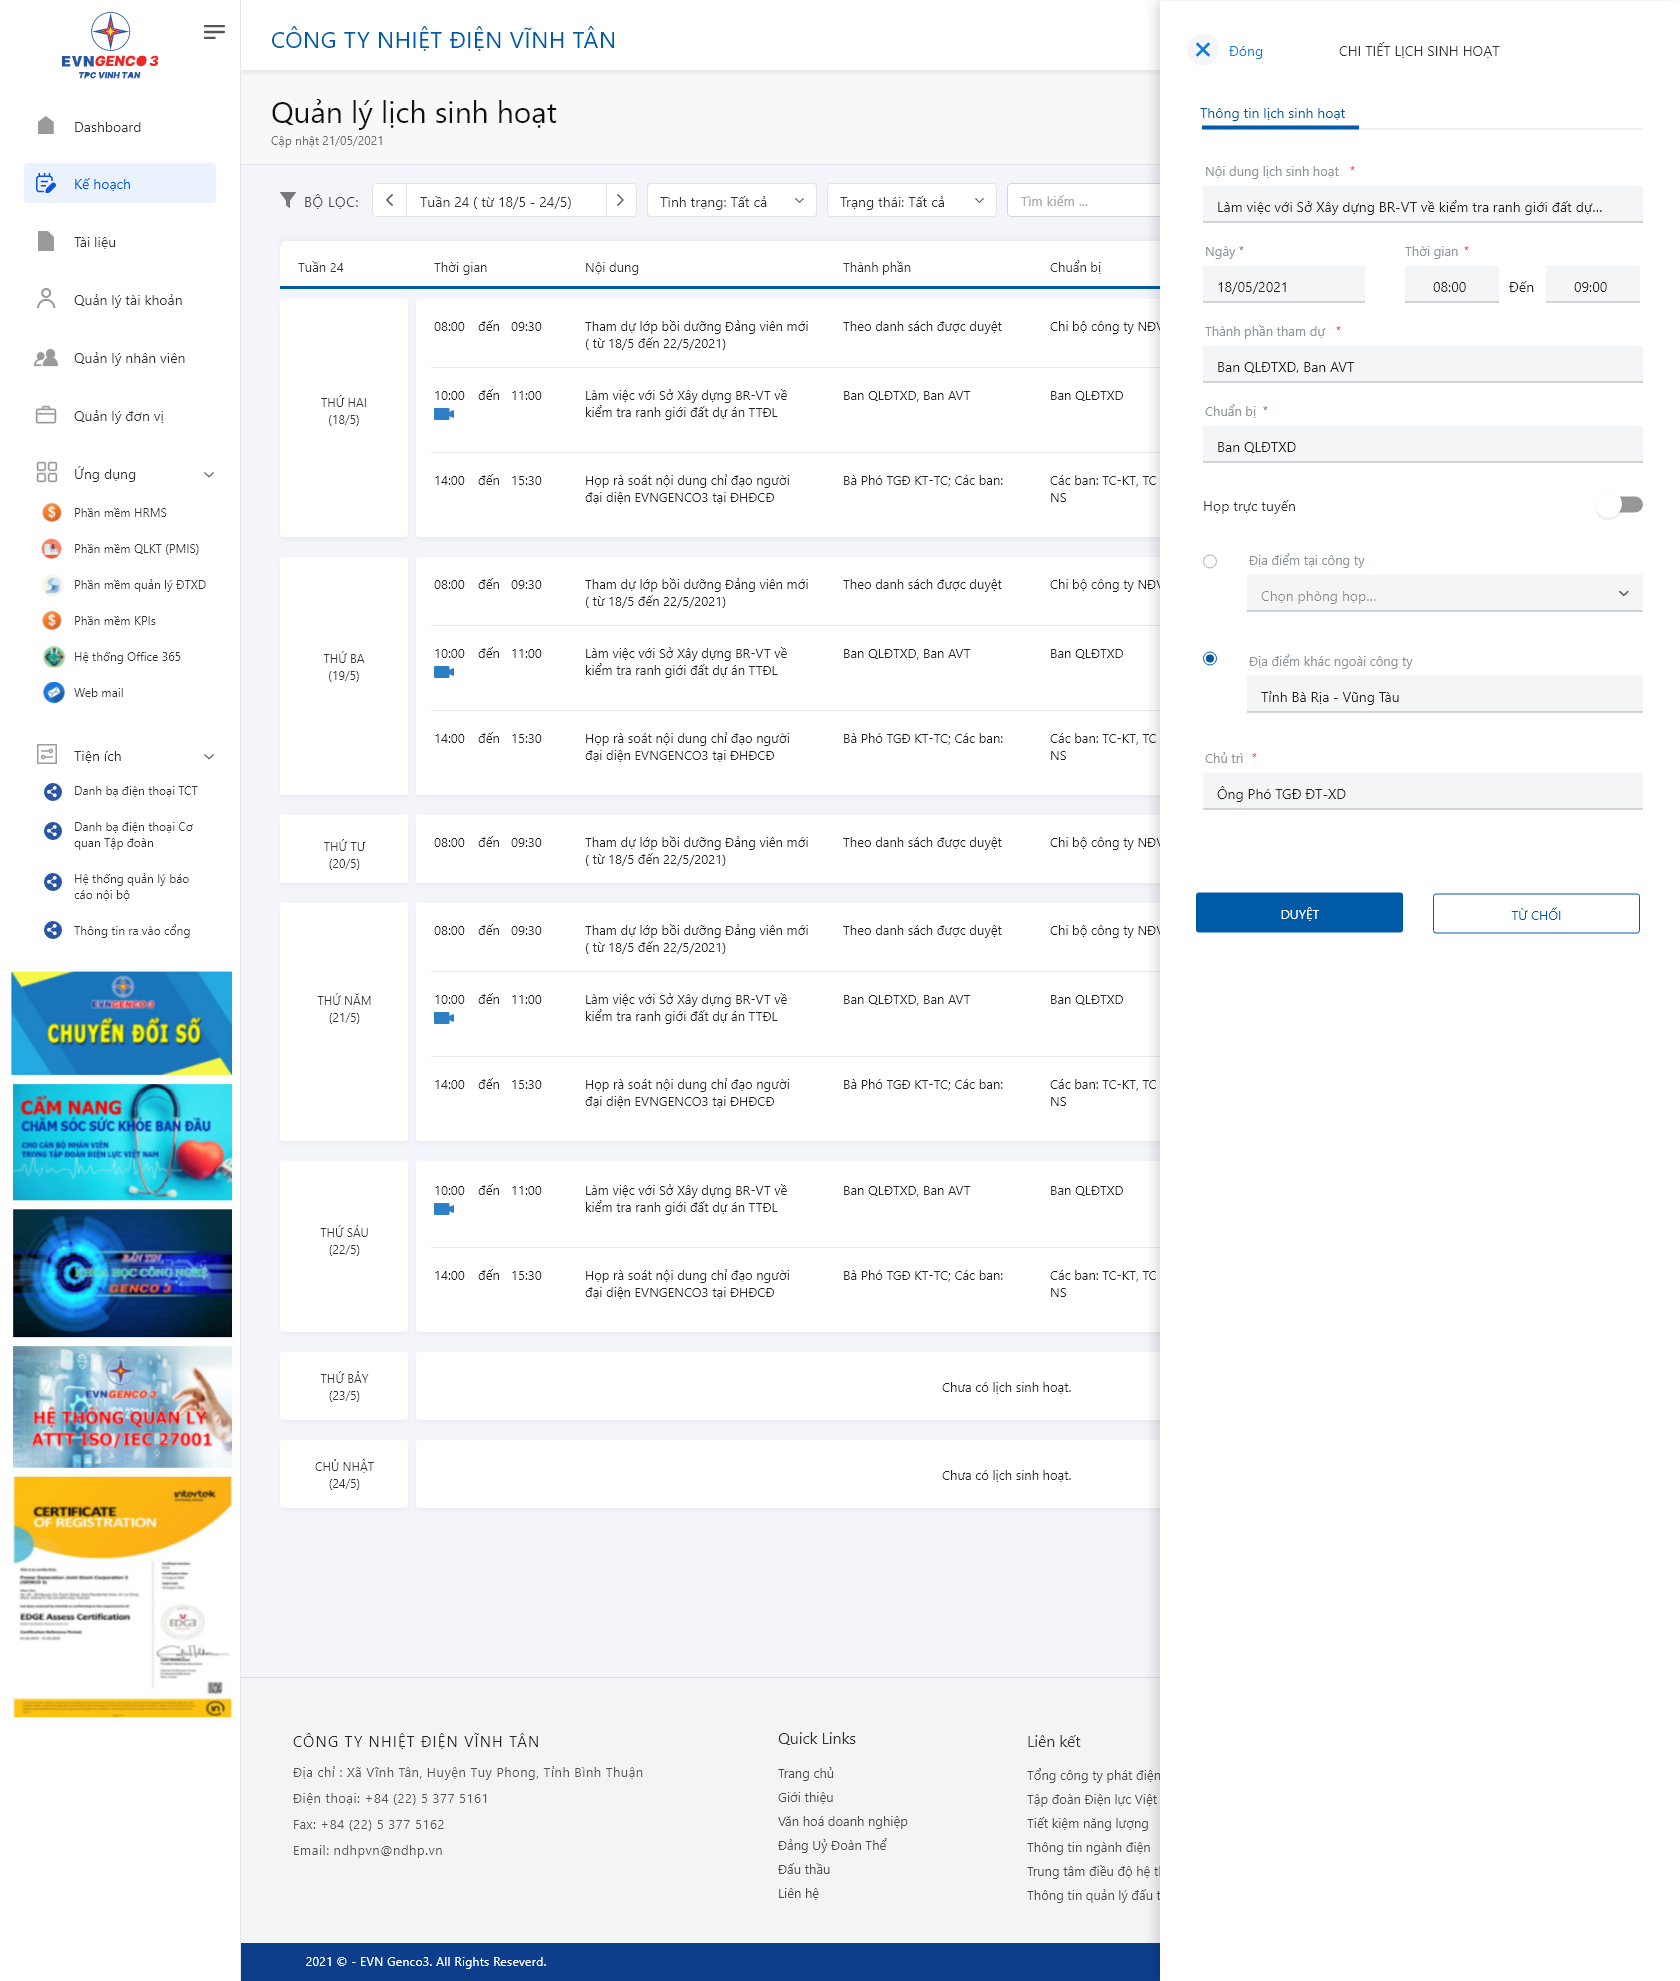 EVNGENCO 3
TPC VINH TAN
Dashboard
Kế hoạch
Tài liệu
Quản lý tài khoản
Quản lý nhân viên
Quản lý đơn vị
Ứng dụng
Phần mềm HRMS
Phần mềm QLKT (PMIS)
Phần mềm quản lý ĐTXD
Phần mềm KPIs
Hệ thống Office 365
Web mail
Tiện ích
Danh bạ điện thoại TCT
Danh bạ điện thoại Cơ
quan Tập đoàn
Hệ thống quản lý báo
cáo nội bộ
Thông tin ra vào cổng
EVNGENCO 3
CHUYỂN ĐỔI SỐ
CẨM NANG
CHĂM SÓC SỨC KHỎE BAN ĐẦU
CHO CÁN BỘ NHÂN VIÊN
TRONG TẬP ĐOÀN ĐIỆN LỰC VIỆT NAM
BẢN TIN
KHOA HỌC CÔNG NGHỆ
GENCO 3
EVNGENCO 3
HỆ THỐNG QUẢN LÝ
ATTT ISO/IEC 27001
intertek
CERTIFICATE
OF REGISTRATION
EDGE Assess Certification
EDGE
CÔNG TY NHIỆT ĐIỆN VĨNH TÂN
Quản lý lịch sinh hoạt
Cập nhật 21/05/2021
BỘ LỌC:
Tuần 24 ( từ 18/5 - 24/5)
Tình trạng: Tất cả
Trạng thái: Tất cả
Tìm kiếm ...
Tuần 24 Thời gian Nội dung Thành phần Chuẩn bị
THỨ HAI
(18/5)
08:00 đến 09:30 Tham dự lớp bồi dưỡng Đảng viên mới Theo danh sách được duyệt Chi bộ công ty NĐV
( từ 18/5 đến 22/5/2021)
10:00 đến 11:00 Làm việc với Sở Xây dựng BR-VT về Ban QLĐTXD, Ban AVT Ban QLĐTXD
kiểm tra ranh giới đất dự án TTĐL
14:00 đến 15:30 Họp rà soát nội dung chỉ đạo người Bà Phó TGĐ KT-TC; Các ban: Các ban: TC-KT, TC
đại diện EVNGENCO3 tại ĐHĐCĐ NS
THỨ BA
(19/5)
08:00 đến 09:30 Tham dự lớp bồi dưỡng Đảng viên mới Theo danh sách được duyệt Chi bộ công ty NĐV
( từ 18/5 đến 22/5/2021)
10:00 đến 11:00 Làm việc với Sở Xây dựng BR-VT về Ban QLĐTXD, Ban AVT Ban QLĐTXD
kiểm tra ranh giới đất dự án TTĐL
14:00 đến 15:30 Họp rà soát nội dung chỉ đạo người Bà Phó TGĐ KT-TC; Các ban: Các ban: TC-KT, TC
đại diện EVNGENCO3 tại ĐHĐCĐ NS
THỨ TƯ
(20/5)
08:00 đến 09:30 Tham dự lớp bồi dưỡng Đảng viên mới Theo danh sách được duyệt Chi bộ công ty NĐV
( từ 18/5 đến 22/5/2021)
THỨ NĂM
(21/5)
08:00 đến 09:30 Tham dự lớp bồi dưỡng Đảng viên mới Theo danh sách được duyệt Chi bộ công ty NĐV
( từ 18/5 đến 22/5/2021)
10:00 đến 11:00 Làm việc với Sở Xây dựng BR-VT về Ban QLĐTXD, Ban AVT Ban QLĐTXD
kiểm tra ranh giới đất dự án TTĐL
14:00 đến 15:30 Họp rà soát nội dung chỉ đạo người Bà Phó TGĐ KT-TC; Các ban: Các ban: TC-KT, TC
đại diện EVNGENCO3 tại ĐHĐCĐ NS
THỨ SÁU
(22/5)
10:00 đến 11:00 Làm việc với Sở Xây dựng BR-VT về Ban QLĐTXD, Ban AVT Ban QLĐTXD
kiểm tra ranh giới đất dự án TTĐL
14:00 đến 15:30 Họp rà soát nội dung chỉ đạo người Bà Phó TGĐ KT-TC; Các ban: Các ban: TC-KT, TC
đại diện EVNGENCO3 tại ĐHĐCĐ NS
THỨ BẢY
(23/5)
Chưa có lịch sinh hoạt.
CHỦ NHẬT
(24/5)
Chưa có lịch sinh hoạt.
CÔNG TY NHIỆT ĐIỆN VĨNH TÂN
Địa chỉ : Xã Vĩnh Tân, Huyện Tuy Phong, Tỉnh Bình Thuận
Điện thoại: +84 (22) 5 377 5161
Fax: +84 (22) 5 377 5162
Email: ndhpvn@ndhp.vn
Quick Links
Trang chủ
Giới thiệu
Văn hoá doanh nghiệp
Đảng Uỷ Đoàn Thể
Đấu thầu
Liên hệ
Liên kết
Tổng công ty phát điện
Tập đoàn Điện lực Việt
Tiết kiệm năng lượng
Thông tin ngành điện
Trung tâm điều độ hệ th
Thông tin quản lý đấu t
2021 © - EVN Genco3. All Rights Reseverd.
Đóng
CHI TIẾT LỊCH SINH HOẠT
Thông tin lịch sinh hoạt
Nội dung lịch sinh hoạt *
Làm việc với Sở Xây dựng BR-VT về kiểm tra ranh giới đất dự...
Ngày * Thời gian *
18/05/2021 08:00 Đến 09:00
Thành phần tham dự *
Ban QLĐTXD, Ban AVT
Chuẩn bị *
Ban QLĐTXD
Họp trực tuyến
Địa điểm tại công ty
Chọn phòng họp...
Địa điểm khác ngoài công ty
Tỉnh Bà Rịa - Vũng Tàu
Chủ trì *
Ông Phó TGĐ ĐT-XD
DUYỆT
TỪ CHỐI